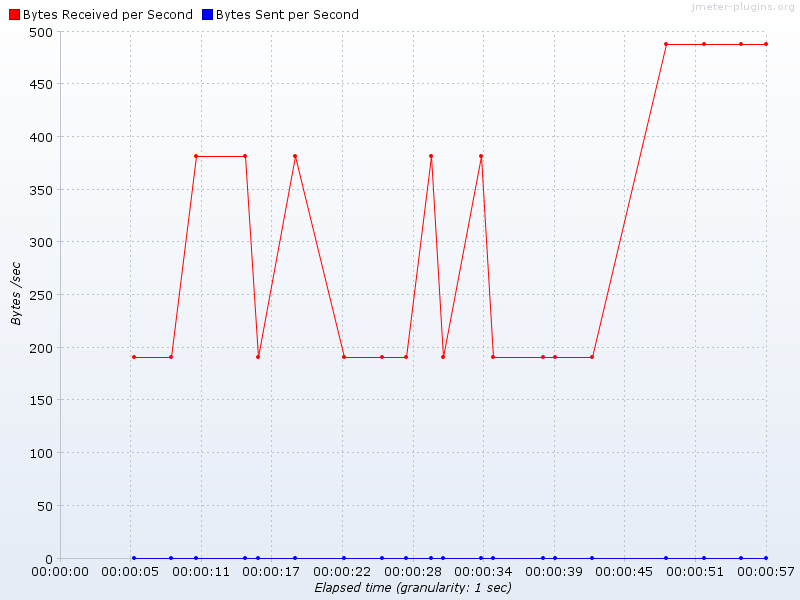 jmeter-plugins.org
Bytes Received per Second Bytes Sent per Second
500
450
400
350
300
250
200
150
100
50
0
Bytes /sec
00:00:00 00:00:05 00:00:11 00:00:17 00:00:22 00:00:28 00:00:34 00:00:39 00:00:45 00:00:51 00:00:57
Elapsed time (granularity: 1 sec)